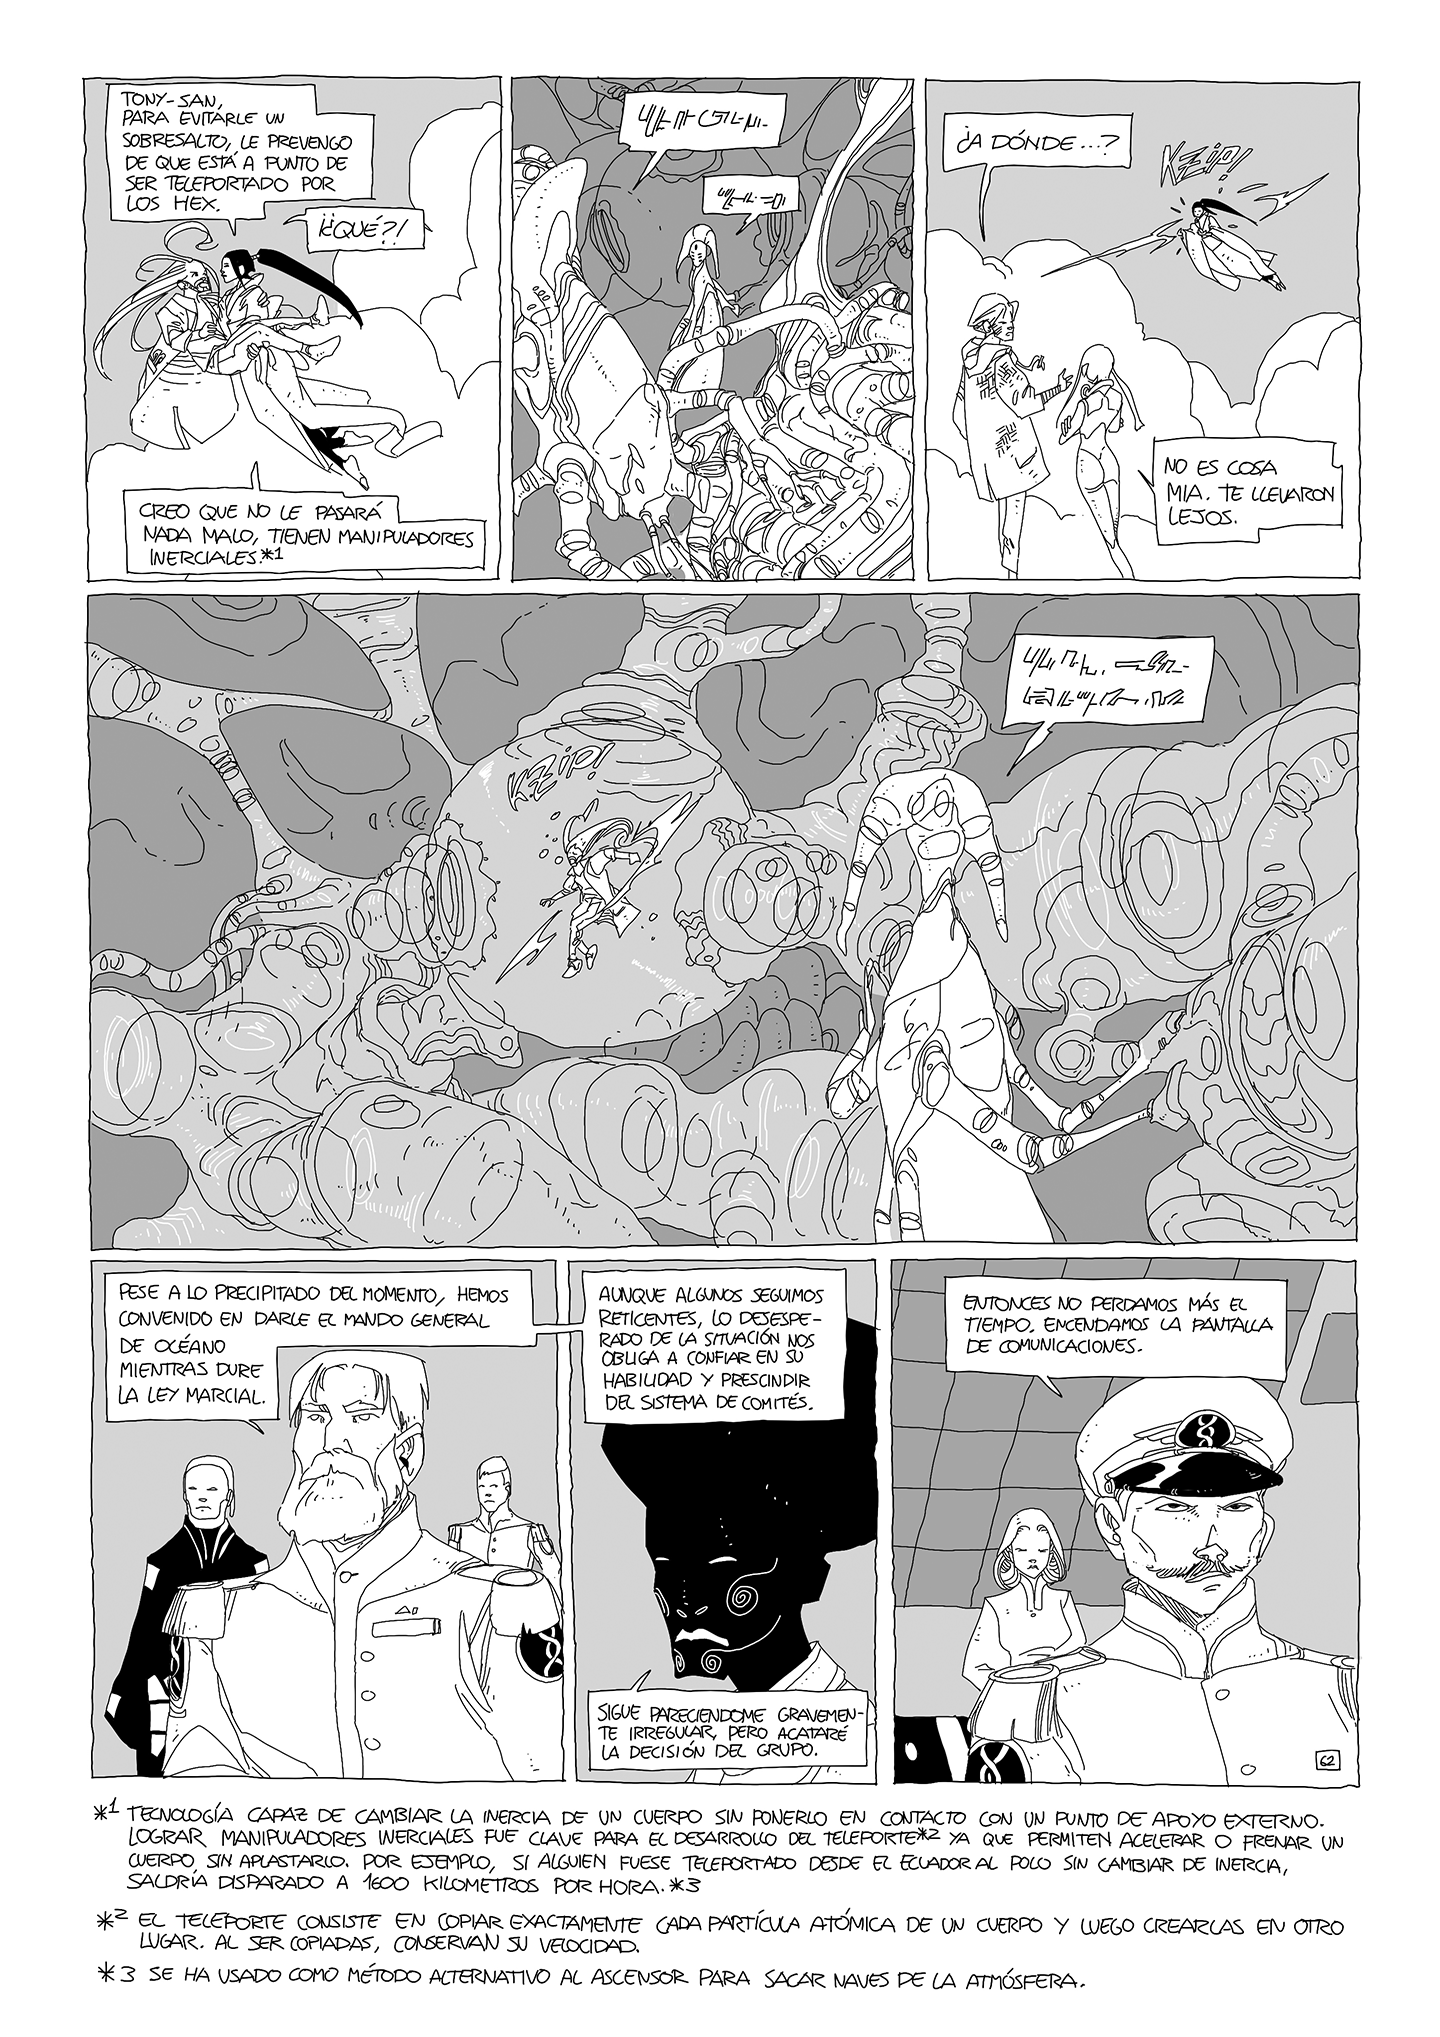 TONY-SAN,
PARA EVITARLE UN
SOBRESALTO, LE PREVENGO
DE QUE ESTÁ A PUNTO DE
SER TELEPORTADO POR
LOS HEX.
¡¿QUÉ?!
CREO QUE NO LE PASARÁ
NADA MALO, TIENEN MANIPULADORES
INERCIALES.*1
¿A DÓNDE...?
KZIP!
NO ES COSA
MIA. TE LLEVARON
LEJOS.
KZIP!
PESE A LO PRECIPITADO DEL MOMENTO, HEMOS
CONVENIDO EN DARLE EL MANDO GENERAL
DE OCÉANO
MIENTRAS DURE
LA LEY MARCIAL.
AUNQUE ALGUNOS SEGUIMOS
RETICENTES, LO DESESPE-
RADO DE LA SITUACIÓN NOS
OBLIGA A CONFIAR EN SU
HABILIDAD Y PRESCINDIR
DEL SISTEMA DE COMITÉS.
SIGUE PARECIENDOME GRAVEMEN-
TE IRREGULAR, PERO ACATARÉ
LA DECISIÓN DEL GRUPO.
ENTONCES NO PERDAMOS MÁS EL
TIEMPO. ENCENDAMOS LA PANTALLA
DE COMUNICACIONES.
62
*1 TECNOLOGÍA CAPAZ DE CAMBIAR LA INERCIA DE UN CUERPO SIN PONERLO EN CONTACTO CON UN PUNTO DE APOYO EXTERNO.
LOGRAR MANIPULADORES INERCIALES FUE CLAVE PARA EL DESARROLLO DEL TELEPORTE*2 YA QUE PERMITEN ACELERAR O FRENAR UN
CUERPO SIN APLASTARLO. POR EJEMPLO, SI ALGUIEN FUESE TELEPORTADO DESDE EL ECUADOR AL POLO SIN CAMBIAR DE INERCIA,
SALDRÍA DISPARADO A 1600 KILOMETROS POR HORA.*3
*2 EL TELEPORTE CONSISTE EN COPIAR EXACTAMENTE CADA PARTÍCULA ATÓMICA DE UN CUERPO Y LUEGO CREARLAS EN OTRO
LUGAR. AL SER COPIADAS, CONSERVAN SU VELOCIDAD.
*3 SE HA USADO COMO MÉTODO ALTERNATIVO AL ASCENSOR PARA SACAR NAVES DE LA ATMÓSFERA.